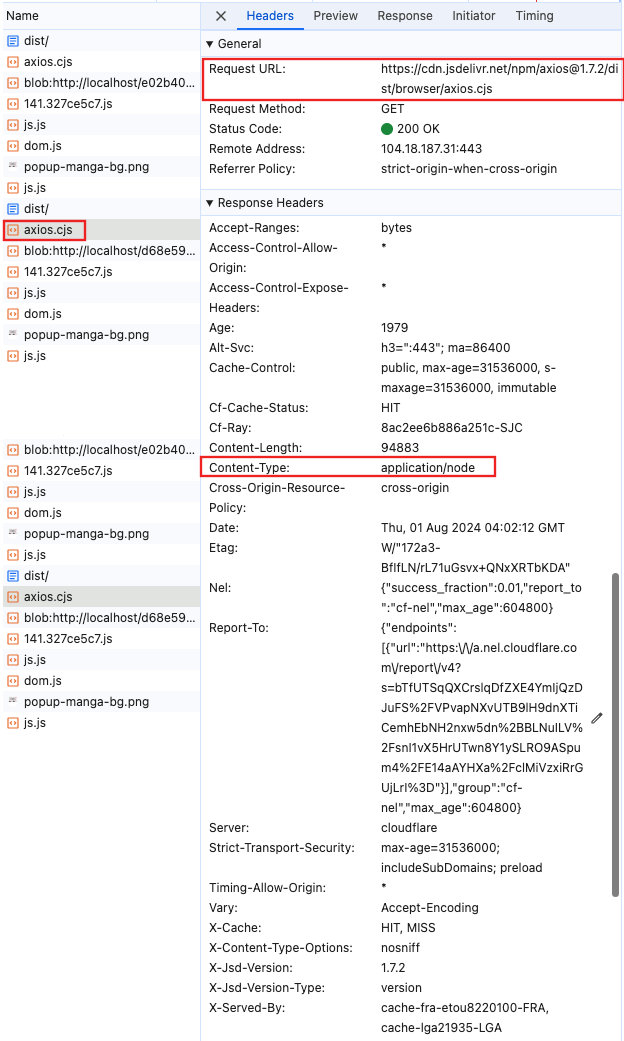 Name
dist/
axios.cjs
blob:http://localhost/e02b40...
141.327ce5c7.js
js.js
dom.js
popup-manga-bg.png
js.js
dist/
axios.cjs
blob:http://localhost/d68e59...
141.327ce5c7.js
js.js
dom.js
popup-manga-bg.png
js.js
blob:http://localhost/e02b40...
141.327ce5c7.js
js.js
dom.js
popup-manga-bg.png
js.js
dist/
axios.cjs
blob:http://localhost/d68e59...
141.327ce5c7.js
js.js
dom.js
popup-manga-bg.png
js.js
Headers Preview Response Initiator Timing
General
Request URL: https://cdn.jsdelivr.net/npm/axios@1.7.2/di
st/browser/axios.cjs
Request Method: GET
Status Code: 200 OK
Remote Address: 104.18.187.31:443
Referrer Policy: strict-origin-when-cross-origin
Response Headers
Accept-Ranges: bytes
Access-Control-Allow- *
Origin:
Access-Control-Expose- *
Headers:
Age: 1979
Alt-Svc: h3=":443"; ma=86400
Cache-Control: public, max-age=31536000, s-
maxage=31536000, immutable
Cf-Cache-Status: HIT
Cf-Ray: 8ac2ee6b886a251c-SJC
Content-Length: 94883
Content-Type: application/node
Cross-Origin-Resource- cross-origin
Policy:
Date: Thu, 01 Aug 2024 04:02:12 GMT
Etag: W/"172a3-
BfIfLN/rL71uGsvx+QNxXRTbKDA"
Nel: {"success_fraction":0.01,"report_to
":"cf-nel","max_age":604800}
Report-To: {"endpoints":
[{"url":"https:\/\/a.nel.cloudflare.co
m\/report\/v4?
s=bTfUTSqQXCrslqDfZXE4YmIjQzD
JuFS%2FVPvapNXvUTB9lH9dnXTi
CemhEbNH2nxw5dn%2BBLNuILV%
2Fsnl1vX5HrUTwn8Y1ySLRO9ASpu
m4%2FE14aAYHXa%2FclMiVzxiRrG
UjLrl%3D"}],"group":"cf-
nel","max_age":604800}
Server: cloudflare
Strict-Transport-Security: max-age=31536000;
includeSubDomains; preload
Timing-Allow-Origin: *
Vary: Accept-Encoding
X-Cache: HIT, MISS
X-Content-Type-Options: nosniff
X-Jsd-Version: 1.7.2
X-Jsd-Version-Type: version
X-Served-By: cache-fra-etou8220100-FRA,
cache-lga21935-LGA